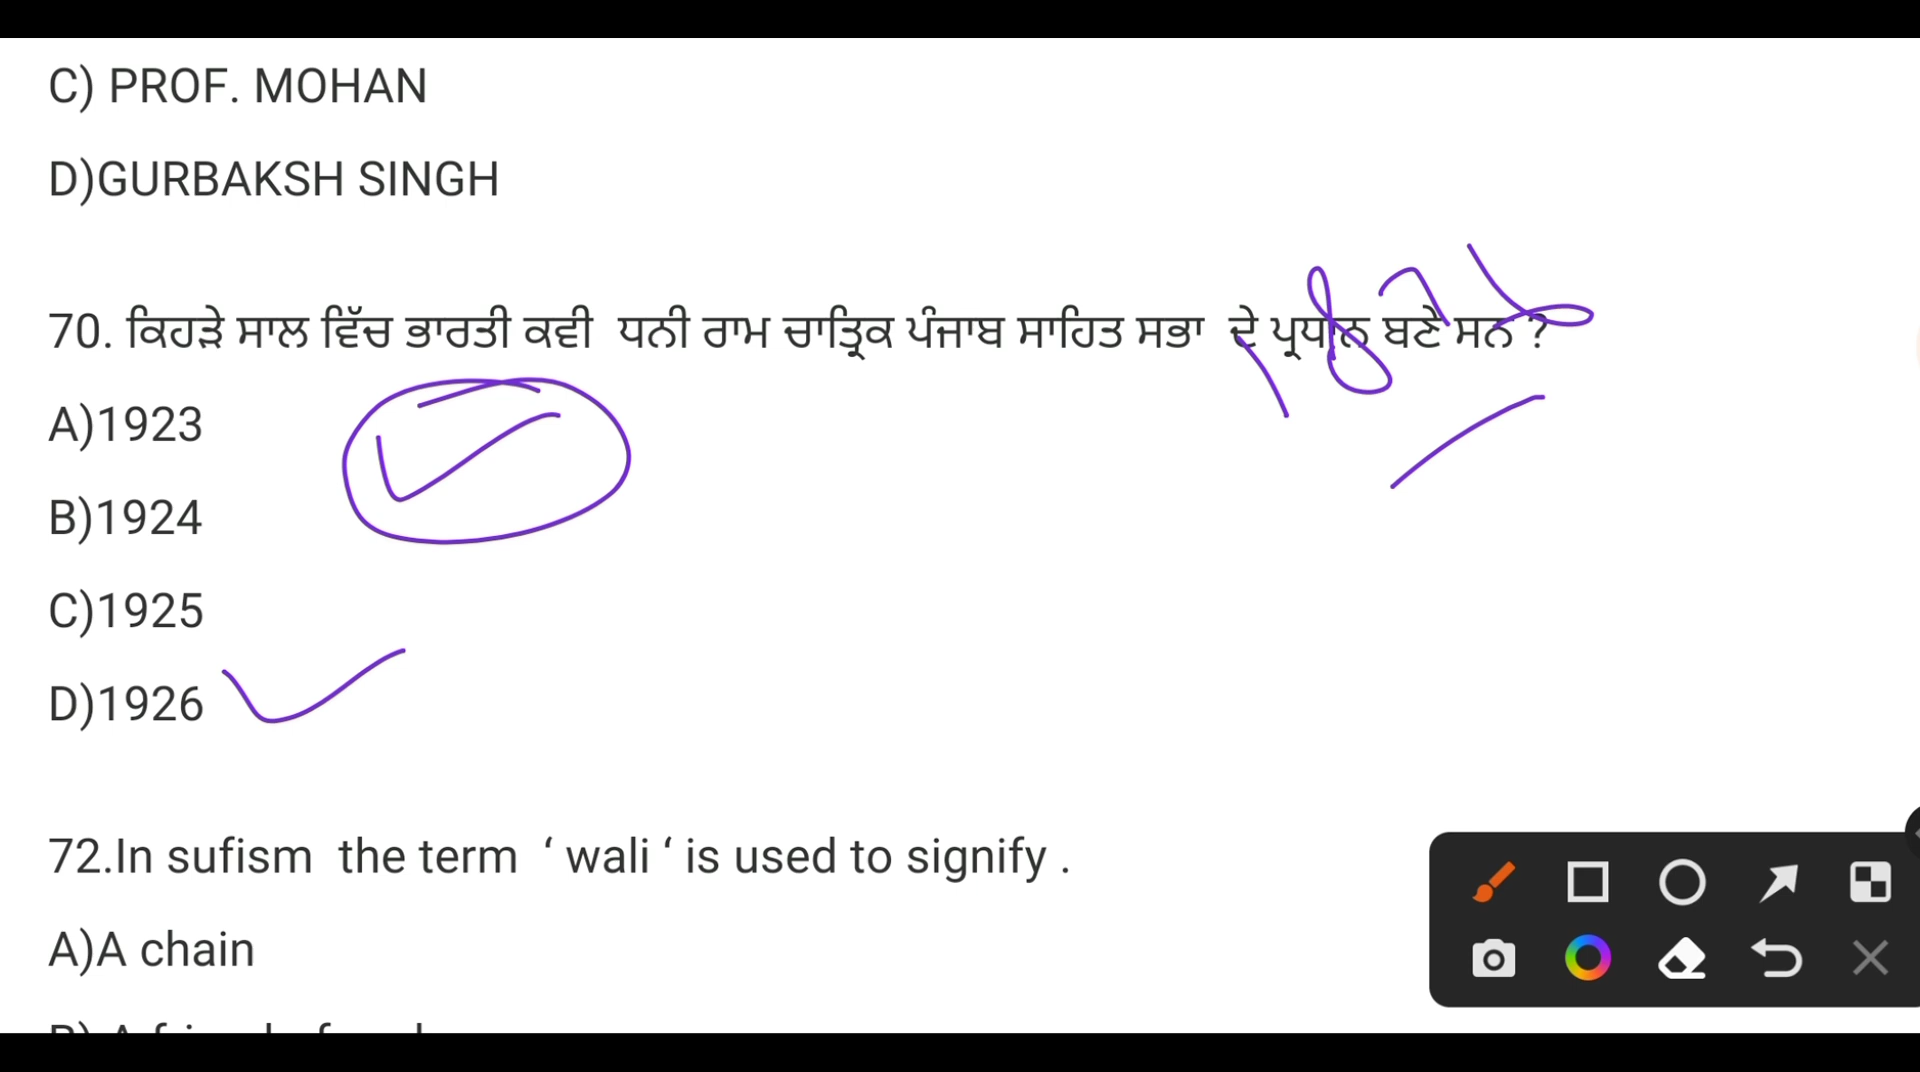 C) PROF. MOHAN
D)GURBAKSH SINGH
70. ਕਿਹੜੇ ਸਾਲ ਵਿੱਚ ਭਾਰਤੀ ਕਵੀ ਧਨੀ ਰਾਮ ਚਾਤ੍ਰਿਕ ਪੰਜਾਬ ਸਾਹਿਤ ਸਭਾ ਦੇ ਪ੍ਰਧਾਨ ਬਣੇ ਸਨ ?
A)1923
B)1924
C)1925
D)1926
72.In sufism the term ‘ wali ‘ is used to signify .
A)A chain